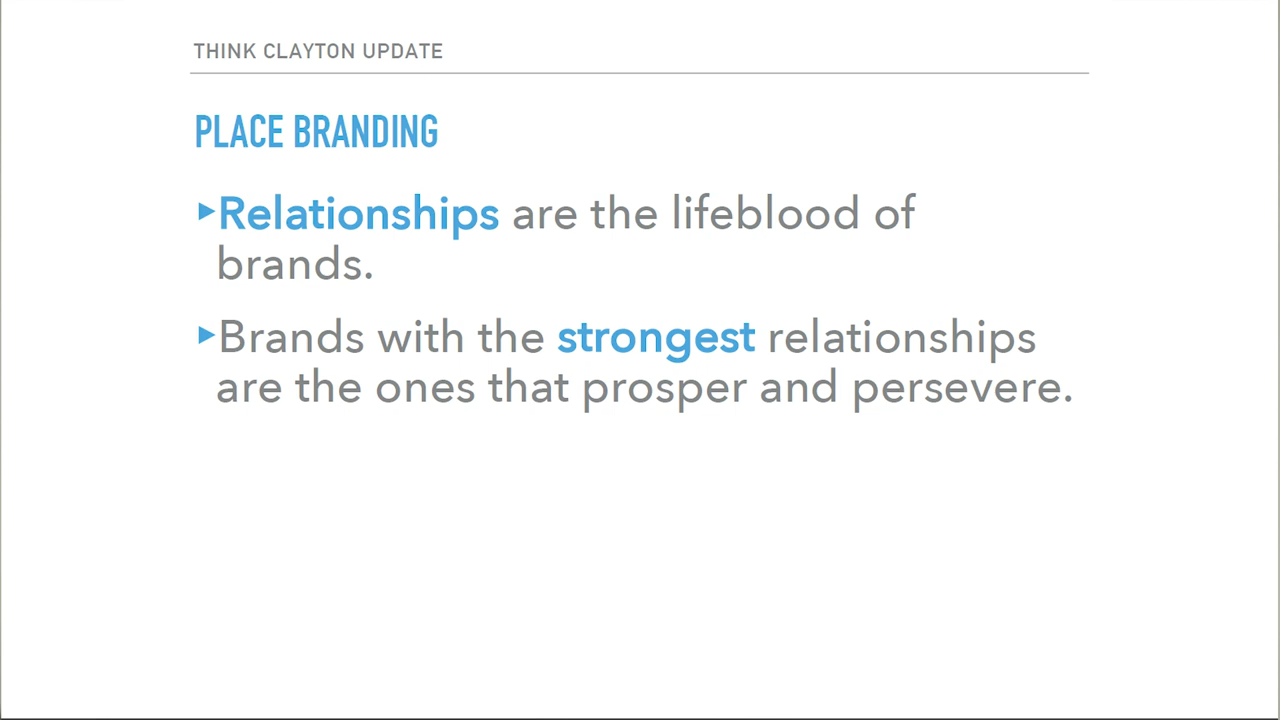 THINK CLAYTON UPDATE
PLACE BRANDING
▸Relationships are the lifeblood of
brands.
▸Brands with the strongest relationships
are the ones that prosper and persevere.